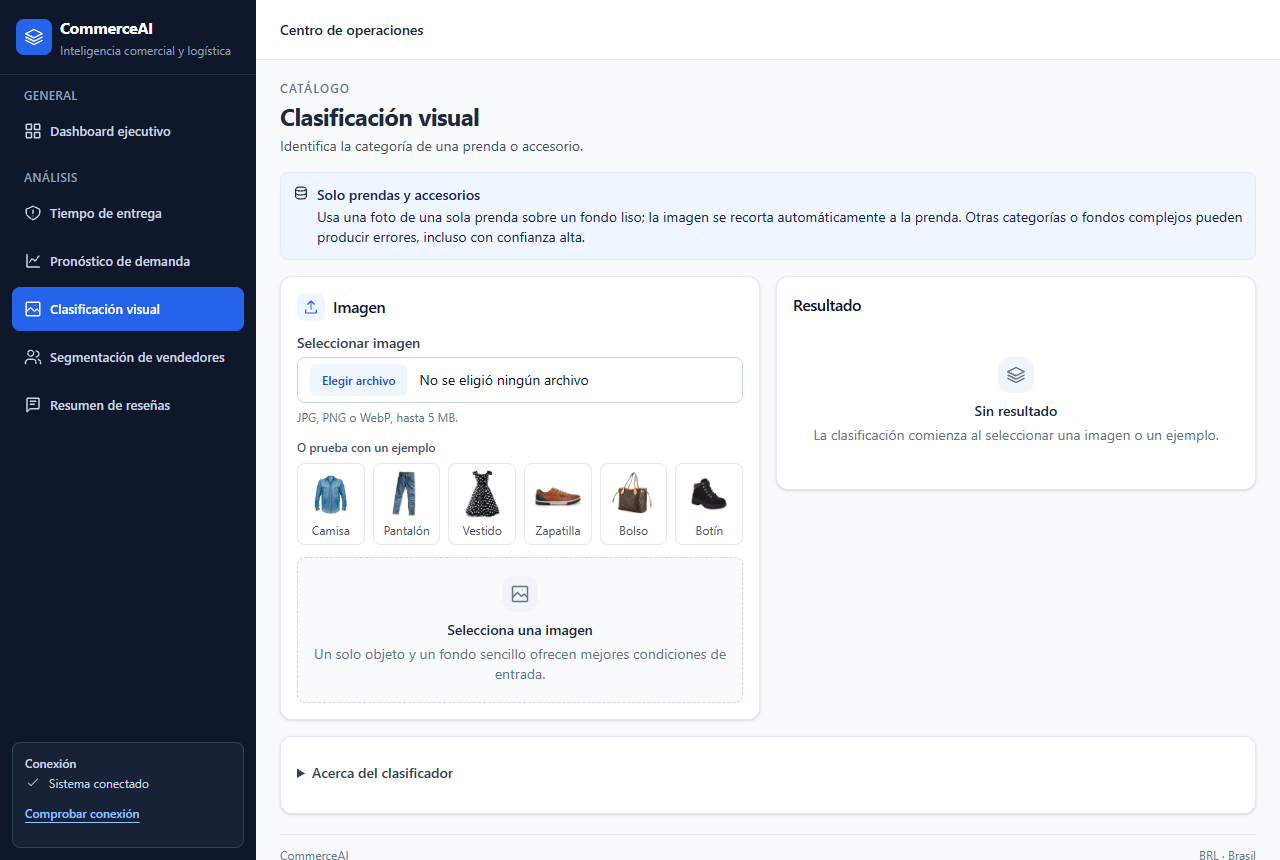 CommerceAI
Inteligencia comercial y logística
GENERAL
Dashboard ejecutivo
ANÁLISIS
Tiempo de entrega
Pronóstico de demanda
Clasificación visual
Segmentación de vendedores
Resumen de reseñas
Conexión
Sistema conectado
Comprobar conexión
Centro de operaciones
CATÁLOGO
Clasificación visual
Identifica la categoría de una prenda o accesorio.
Solo prendas y accesorios
Usa una foto de una sola prenda sobre un fondo liso; la imagen se recorta automáticamente a la prenda. Otras categorías o fondos complejos pueden
producir errores, incluso con confianza alta.
Imagen
Seleccionar imagen
Elegir archivo No se eligió ningún archivo
JPG, PNG o WebP, hasta 5 MB.
O prueba con un ejemplo
Camisa Pantalón Vestido Zapatilla Bolso Botín
Selecciona una imagen
Un solo objeto y un fondo sencillo ofrecen mejores condiciones de
entrada.
Resultado
Sin resultado
La clasificación comienza al seleccionar una imagen o un ejemplo.
Acerca del clasificador
CommerceAI
BRL · Brasil